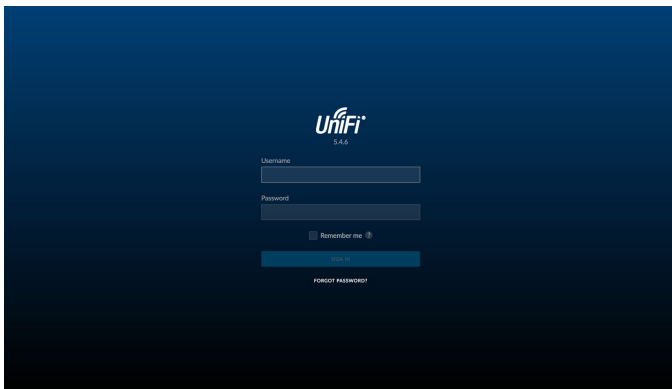 UniFi
5.4.6
Username
Password
Remember me ?
SIGN IN
FORGOT PASSWORD?